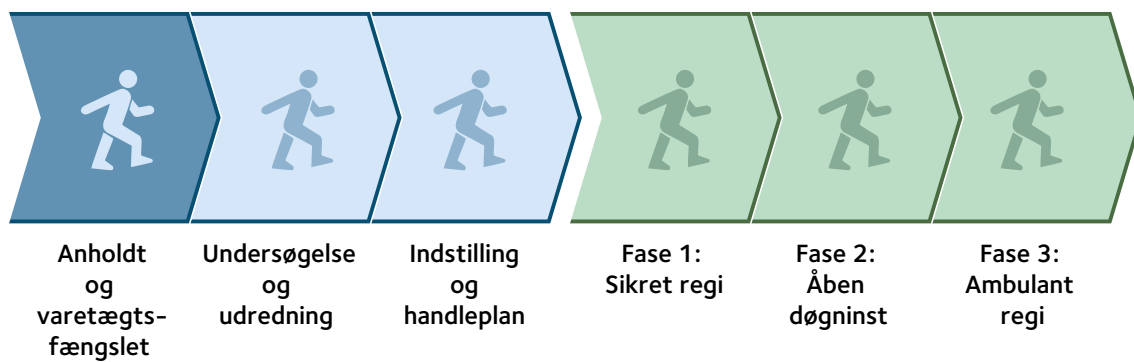 Anholdt
og
varetægts-
fængslet
Undersøgelse
og
udredning
Indstilling
og
handleplan
Fase 1:
Sikret regi
Fase 2:
Åben
døgninst
Fase 3:
Ambulant
regi